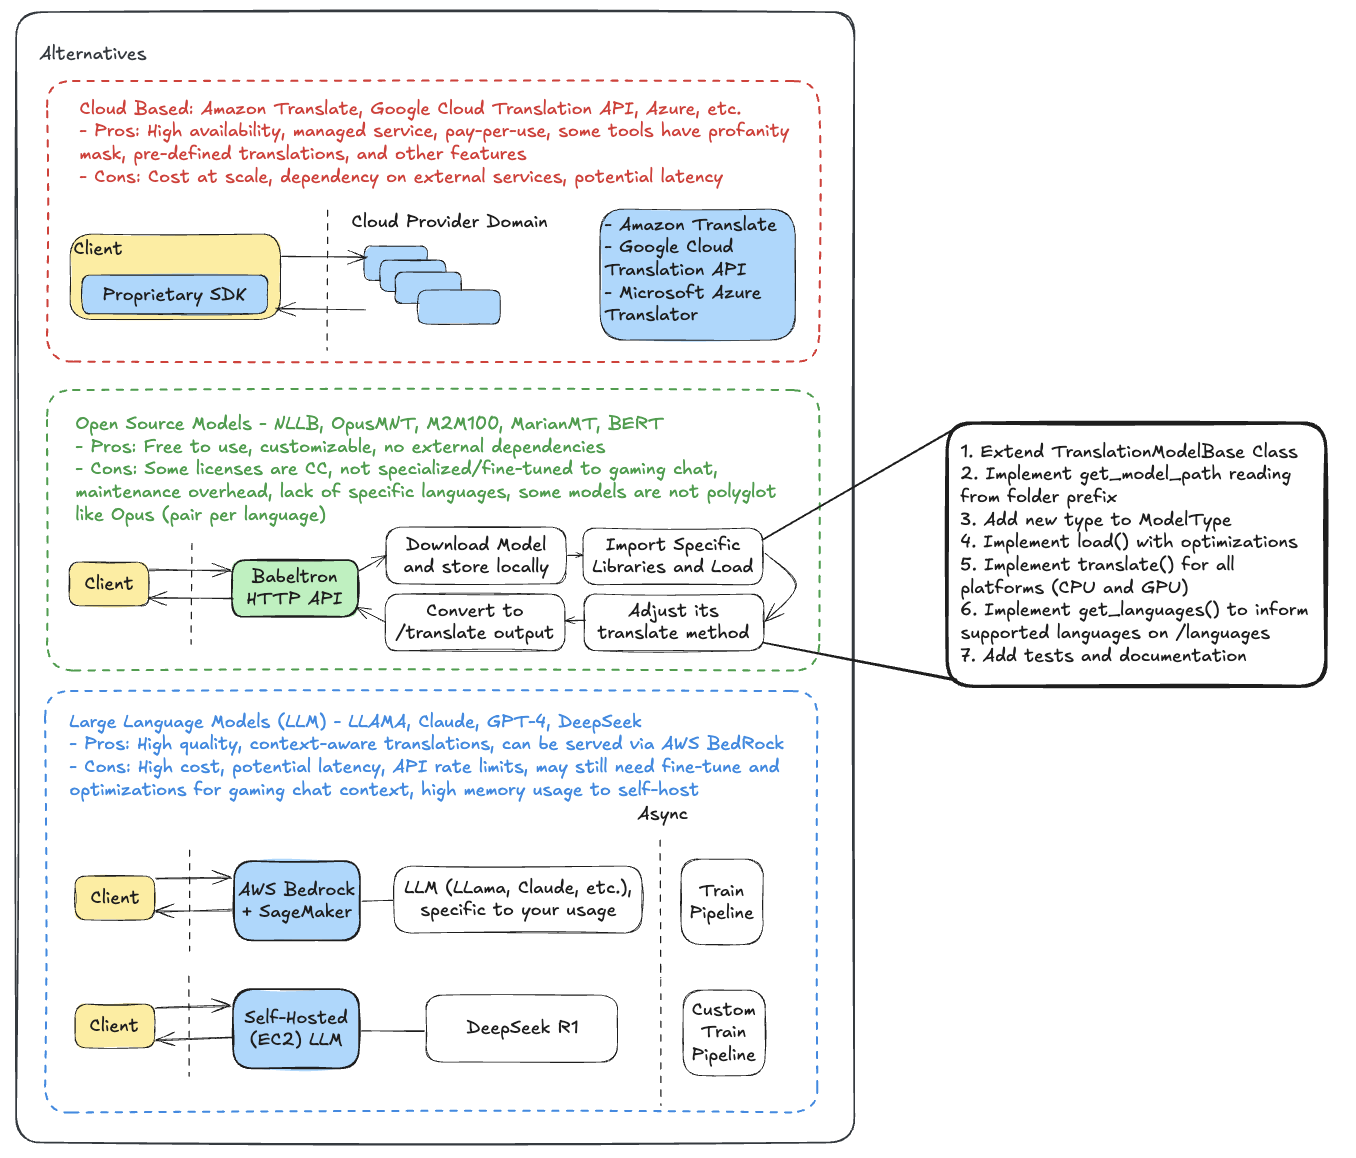 Alternatives
Cloud Based: Amazon Translate, Google Cloud Translation API, Azure, etc.
- Pros: High availability, managed service, pay-per-use, some tools have profanity
mask, pre-defined translations, and other features
- Cons: Cost at scale, dependency on external services, potential latency
Client
Proprietary SDK
Cloud Provider Domain
- Amazon Translate
- Google Cloud
Translation API
- Microsoft Azure
Translator
Open Source Models - NLLB, OpusMNT, M2M100, MarianMT, BERT
- Pros: Free to use, customizable, no external dependencies
- Cons: Some licenses are CC, not specialized/fine-tuned to gaming chat,
maintenance overhead, lack of specific languages, some models are not polyglot
like Opus (pair per language)
Client
Babeltron
HTTP API
Download Model
and store locally
Import Specific
Libraries and Load
Convert to
/translate output
Adjust its
translate method
1. Extend TranslationModelBase Class
2. Implement get_model_path reading
from folder prefix
3. Add new type to ModelType
4. Implement load() with optimizations
5. Implement translate() for all
platforms (CPU and GPU)
6. Implement get_languages() to inform
supported languages on /languages
7. Add tests and documentation
Large Language Models (LLM) - LLAMA, Claude, GPT-4, DeepSeek
- Pros: High quality, context-aware translations, can be served via AWS BedRock
- Cons: High cost, potential latency, API rate limits, may still need fine-tune and
optimizations for gaming chat context, high memory usage to self-host
Async
Client
AWS Bedrock
+ SageMaker
LLM (LLama, Claude, etc.),
specific to your usage
Train
Pipeline
Client
Self-Hosted
(EC2) LLM
DeepSeek R1
Custom
Train
Pipeline